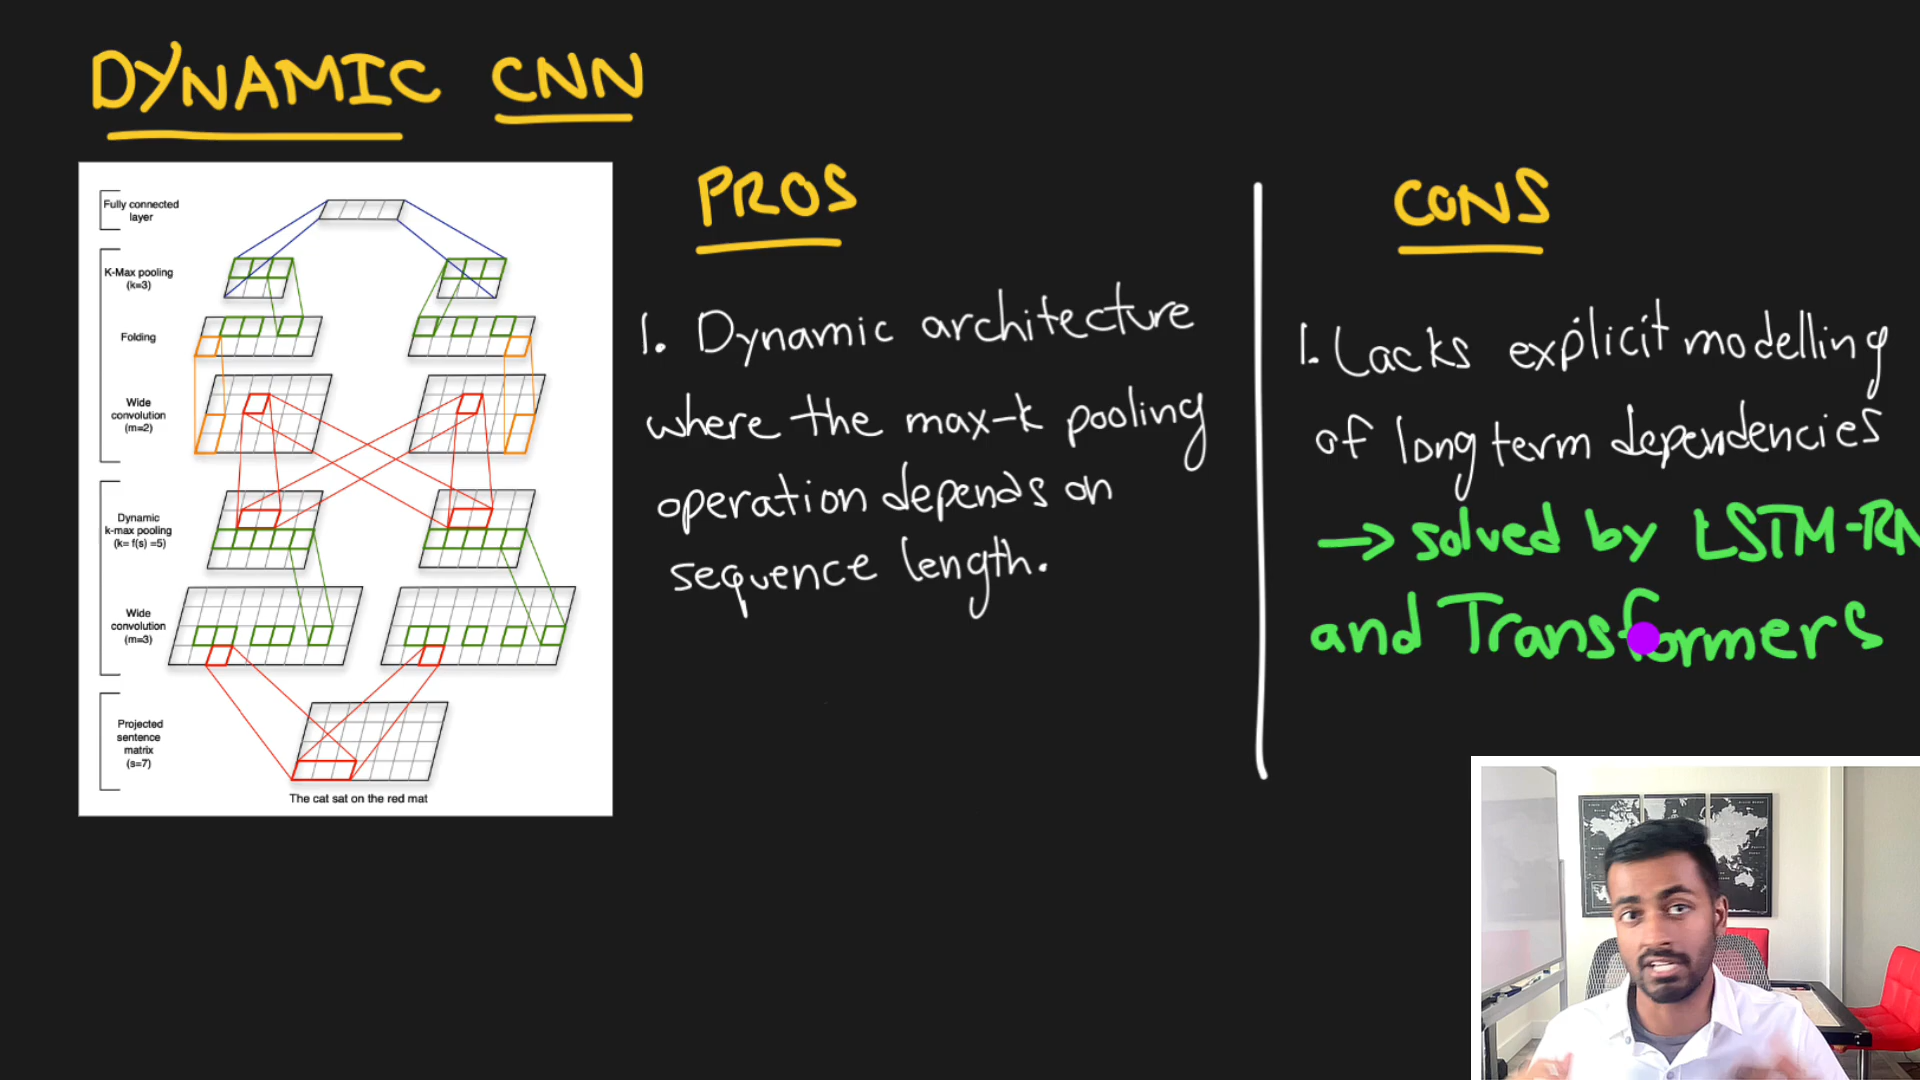 DYNAMIC CNN
Fully connected
layer
K-Max pooling
(k=3)
Folding
Wide
convolution
(m=2)
Dynamic
k-max pooling
(k= f(s) =5)
Wide
convolution
(m=3)
Projected
sentence
matrix
(s=7)
The cat sat on the red mat
PROS
1. Dynamic architecture
where the max-k pooling
operation depends on
sequence length.
CONS
1. Lacks explicit modelling
of long term dependencies
→ solved by LSTM-RN
and Transformers